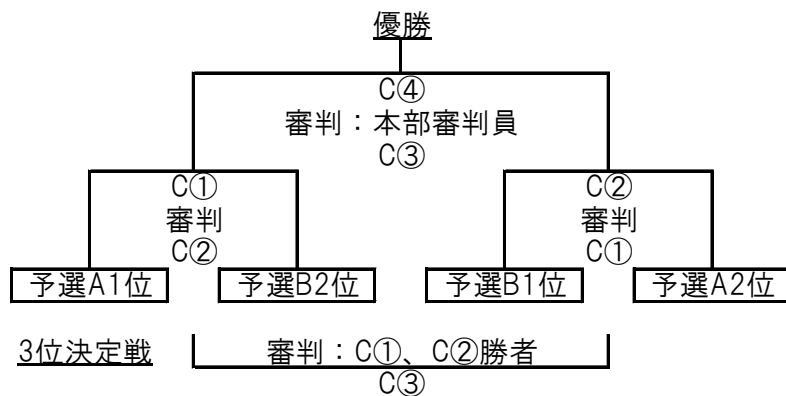 優勝
C④
審判：本部審判員
C③
C①
審判
C②
C②
審判
C①
予選A1位
予選B2位
予選B1位
予選A2位
3位決定戦
審判：C①、C②勝者
C③